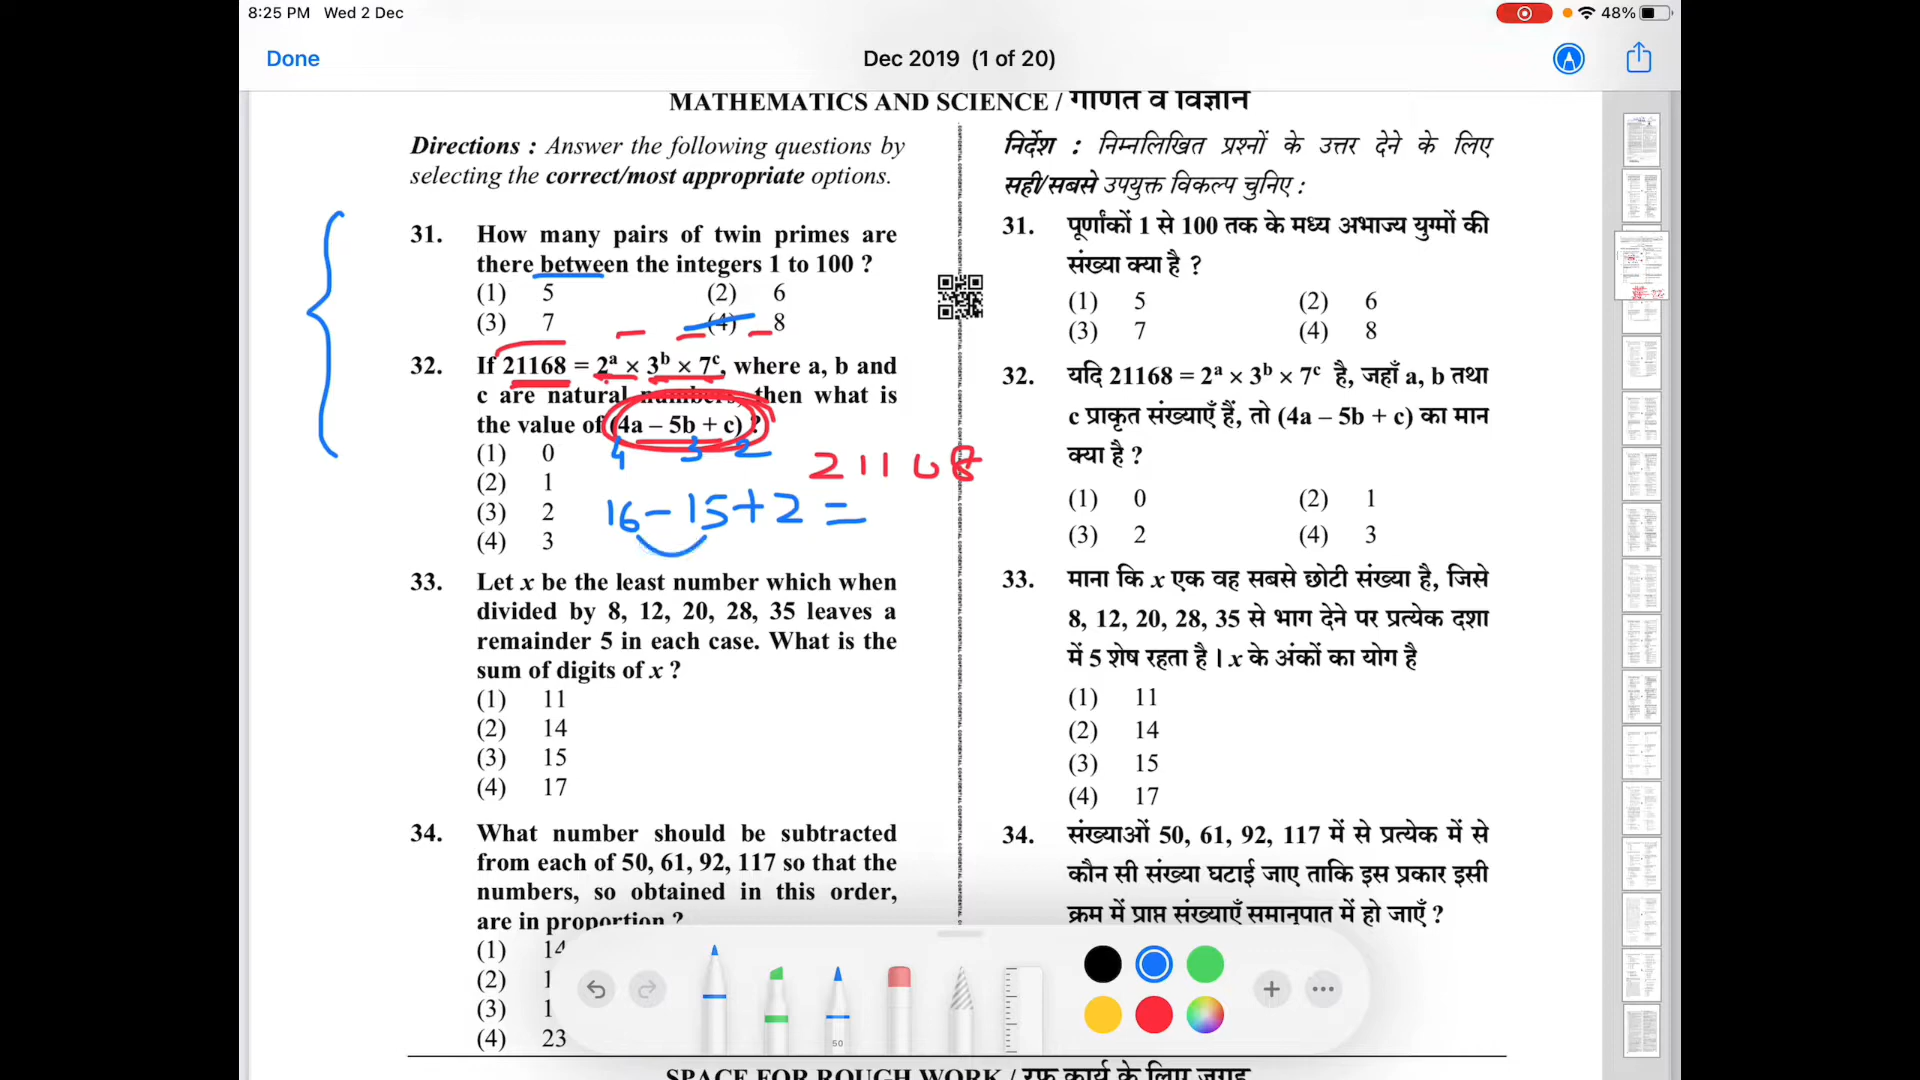 8:25 PM Wed 2 Dec
48%
Done
Dec 2019 (1 of 20)
MATHEMATICS AND SCIENCE / गणित व विज्ञान
Directions : Answer the following questions by
selecting the correct/most appropriate options.
31. How many pairs of twin primes are
there between the integers 1 to 100 ?
(1) 5 (2) 6
(3) 7 (4) 8
32. If 21168 = 2ᵃ × 3ᵇ × 7ᶜ, where a, b and
c are natural numbers, then what is
the value of (4a – 5b + c) ?
4 3 2
(1) 0
21168
(2) 1
16 – 15 + 2 =
(3) 2
(4) 3
33. Let x be the least number which when
divided by 8, 12, 20, 28, 35 leaves a
remainder 5 in each case. What is the
sum of digits of x ?
(1) 11
(2) 14
(3) 15
(4) 17
34. What number should be subtracted
from each of 50, 61, 92, 117 so that the
numbers, so obtained in this order,
are in proportion ?
(1) 14
(2) 1
(3) 1
(4) 23
निर्देश : निम्नलिखित प्रश्नों के उत्तर देने के लिए
सही/सबसे उपयुक्त विकल्प चुनिए :
31. पूर्णांकों 1 से 100 तक के मध्य अभाज्य युग्मों की
संख्या क्या है ?
(1) 5 (2) 6
(3) 7 (4) 8
32. यदि 21168 = 2ᵃ × 3ᵇ × 7ᶜ है, जहाँ a, b तथा
c प्राकृत संख्याएँ हैं, तो (4a – 5b + c) का मान
क्या है ?
(1) 0 (2) 1
(3) 2 (4) 3
33. माना कि x एक वह सबसे छोटी संख्या है, जिसे
8, 12, 20, 28, 35 से भाग देने पर प्रत्येक दशा
में 5 शेष रहता है । x के अंकों का योग है
(1) 11
(2) 14
(3) 15
(4) 17
34. संख्याओं 50, 61, 92, 117 में से प्रत्येक में से
कौन सी संख्या घटाई जाए ताकि इस प्रकार इसी
क्रम में प्राप्त संख्याएँ समानुपात में हो जाएँ ?
50
SPACE FOR ROUGH WORK / रफ़ कार्य के लिए जगह